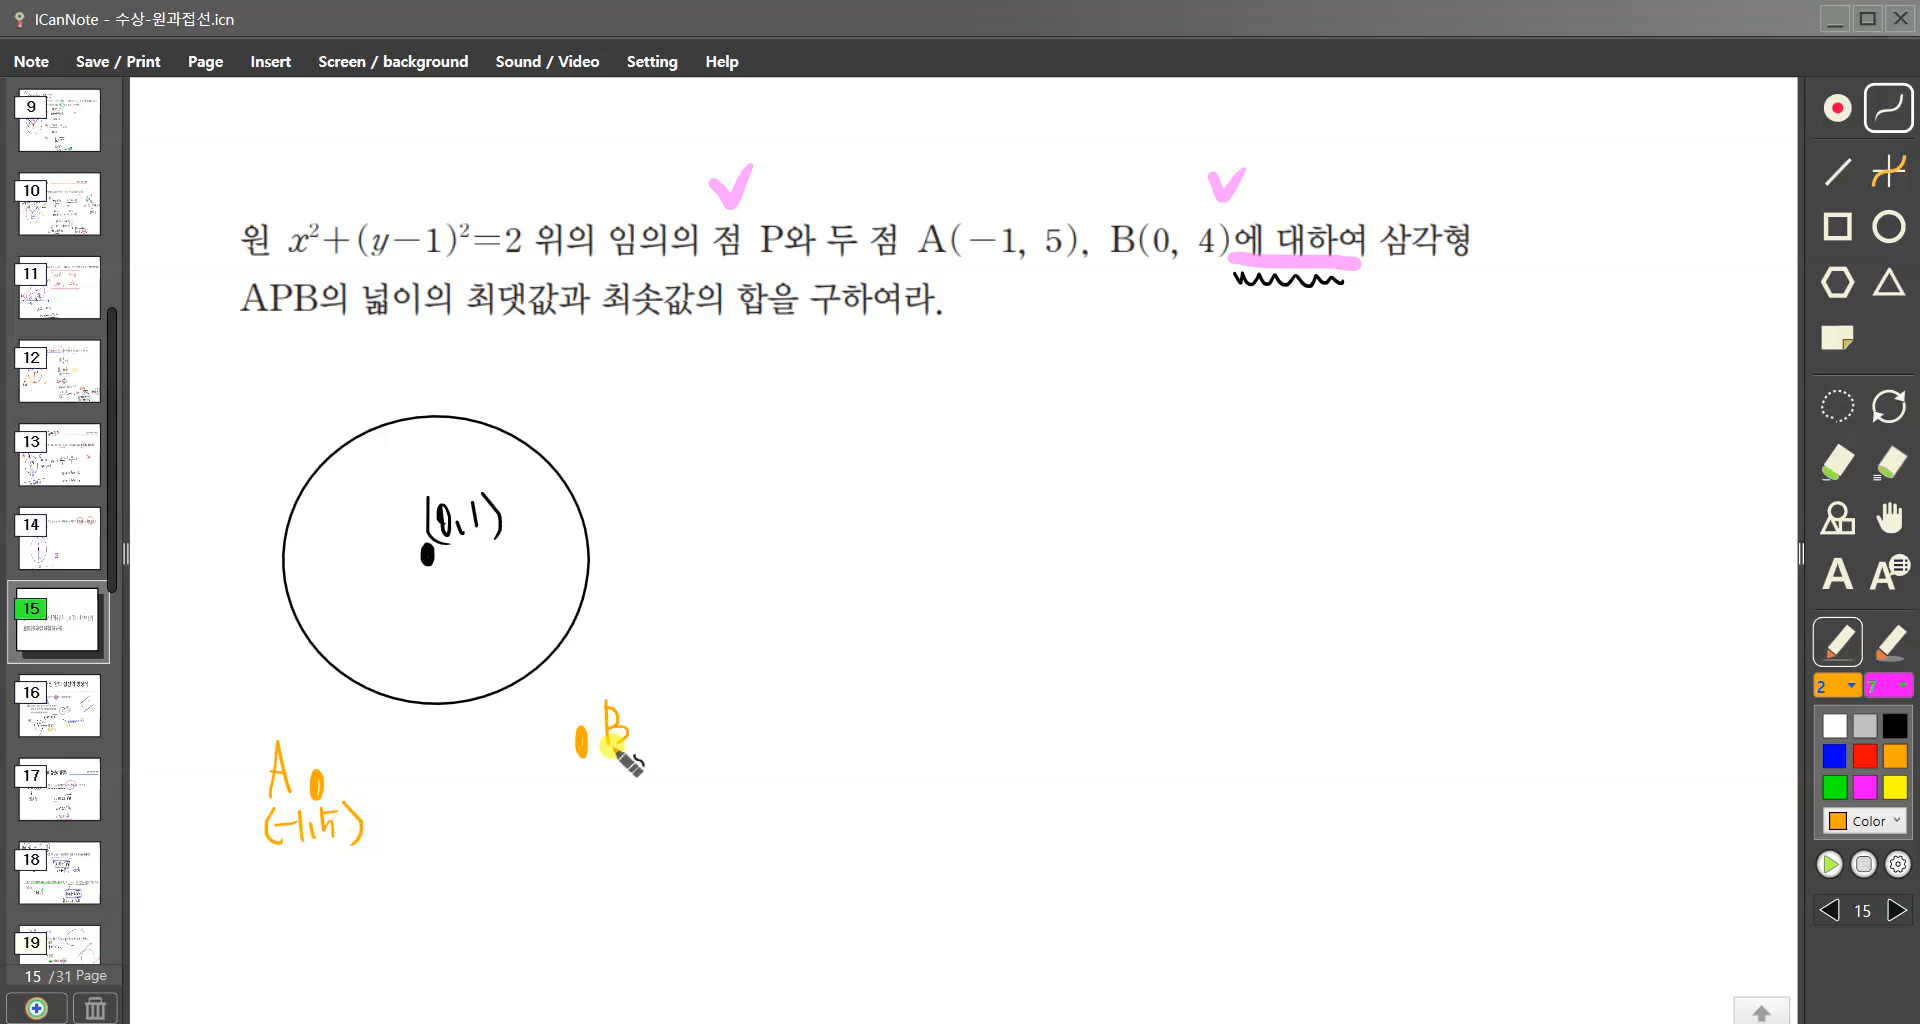 ICanNote - 수상-원과접선.icn
Note Save / Print Page Insert Screen / background Sound / Video Setting Help
9
10
11
12
13
14
15
16
17
18
19
15 /31 Page
원 x²+(y−1)²=2 위의 임의의 점 P와 두 점 A(−1, 5), B(0, 4)에 대하여 삼각형
APB의 넓이의 최댓값과 최솟값의 합을 구하여라.
(0,1)
B
A
(-1,5)
2 7
Color
15